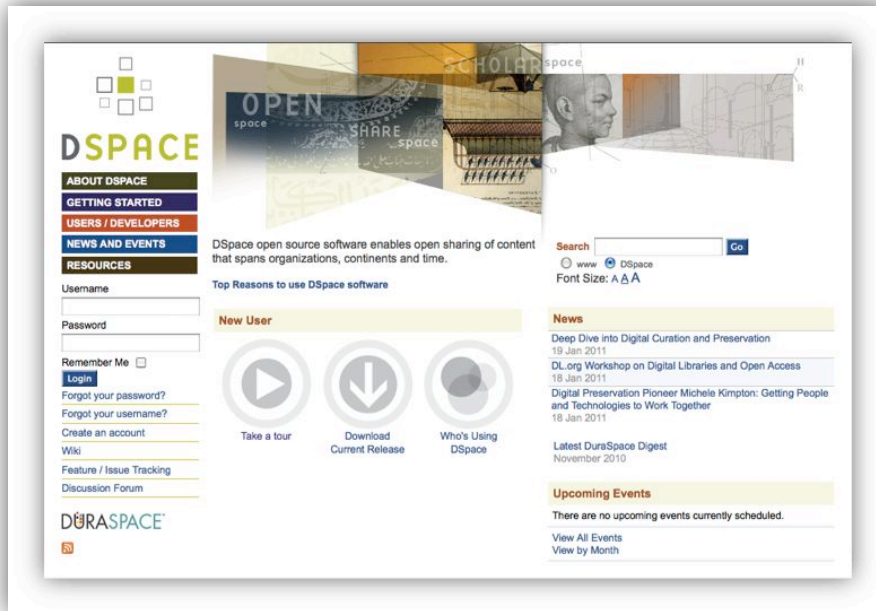 OPEN
space
SHARE
space
SCHOLAR
space
H
R
R
O
DSPACE
ABOUT DSPACE
GETTING STARTED
USERS / DEVELOPERS
NEWS AND EVENTS
RESOURCES
Username
Password
Remember Me
Login
Forgot your password?
Forgot your username?
Create an account
Wiki
Feature / Issue Tracking
Discussion Forum
DURASPACE
DSpace open source software enables open sharing of content
that spans organizations, continents and time.
Top Reasons to use DSpace software
New User
Take a tour
Download
Current Release
Who's Using
DSpace
Search
Go
www DSpace
Font Size: A A A
News
Deep Dive into Digital Curation and Preservation
19 Jan 2011
DL.org Workshop on Digital Libraries and Open Access
18 Jan 2011
Digital Preservation Pioneer Michele Kimpton: Getting People
and Technologies to Work Together
18 Jan 2011
Latest DuraSpace Digest
November 2010
Upcoming Events
There are no upcoming events currently scheduled.
View All Events
View by Month